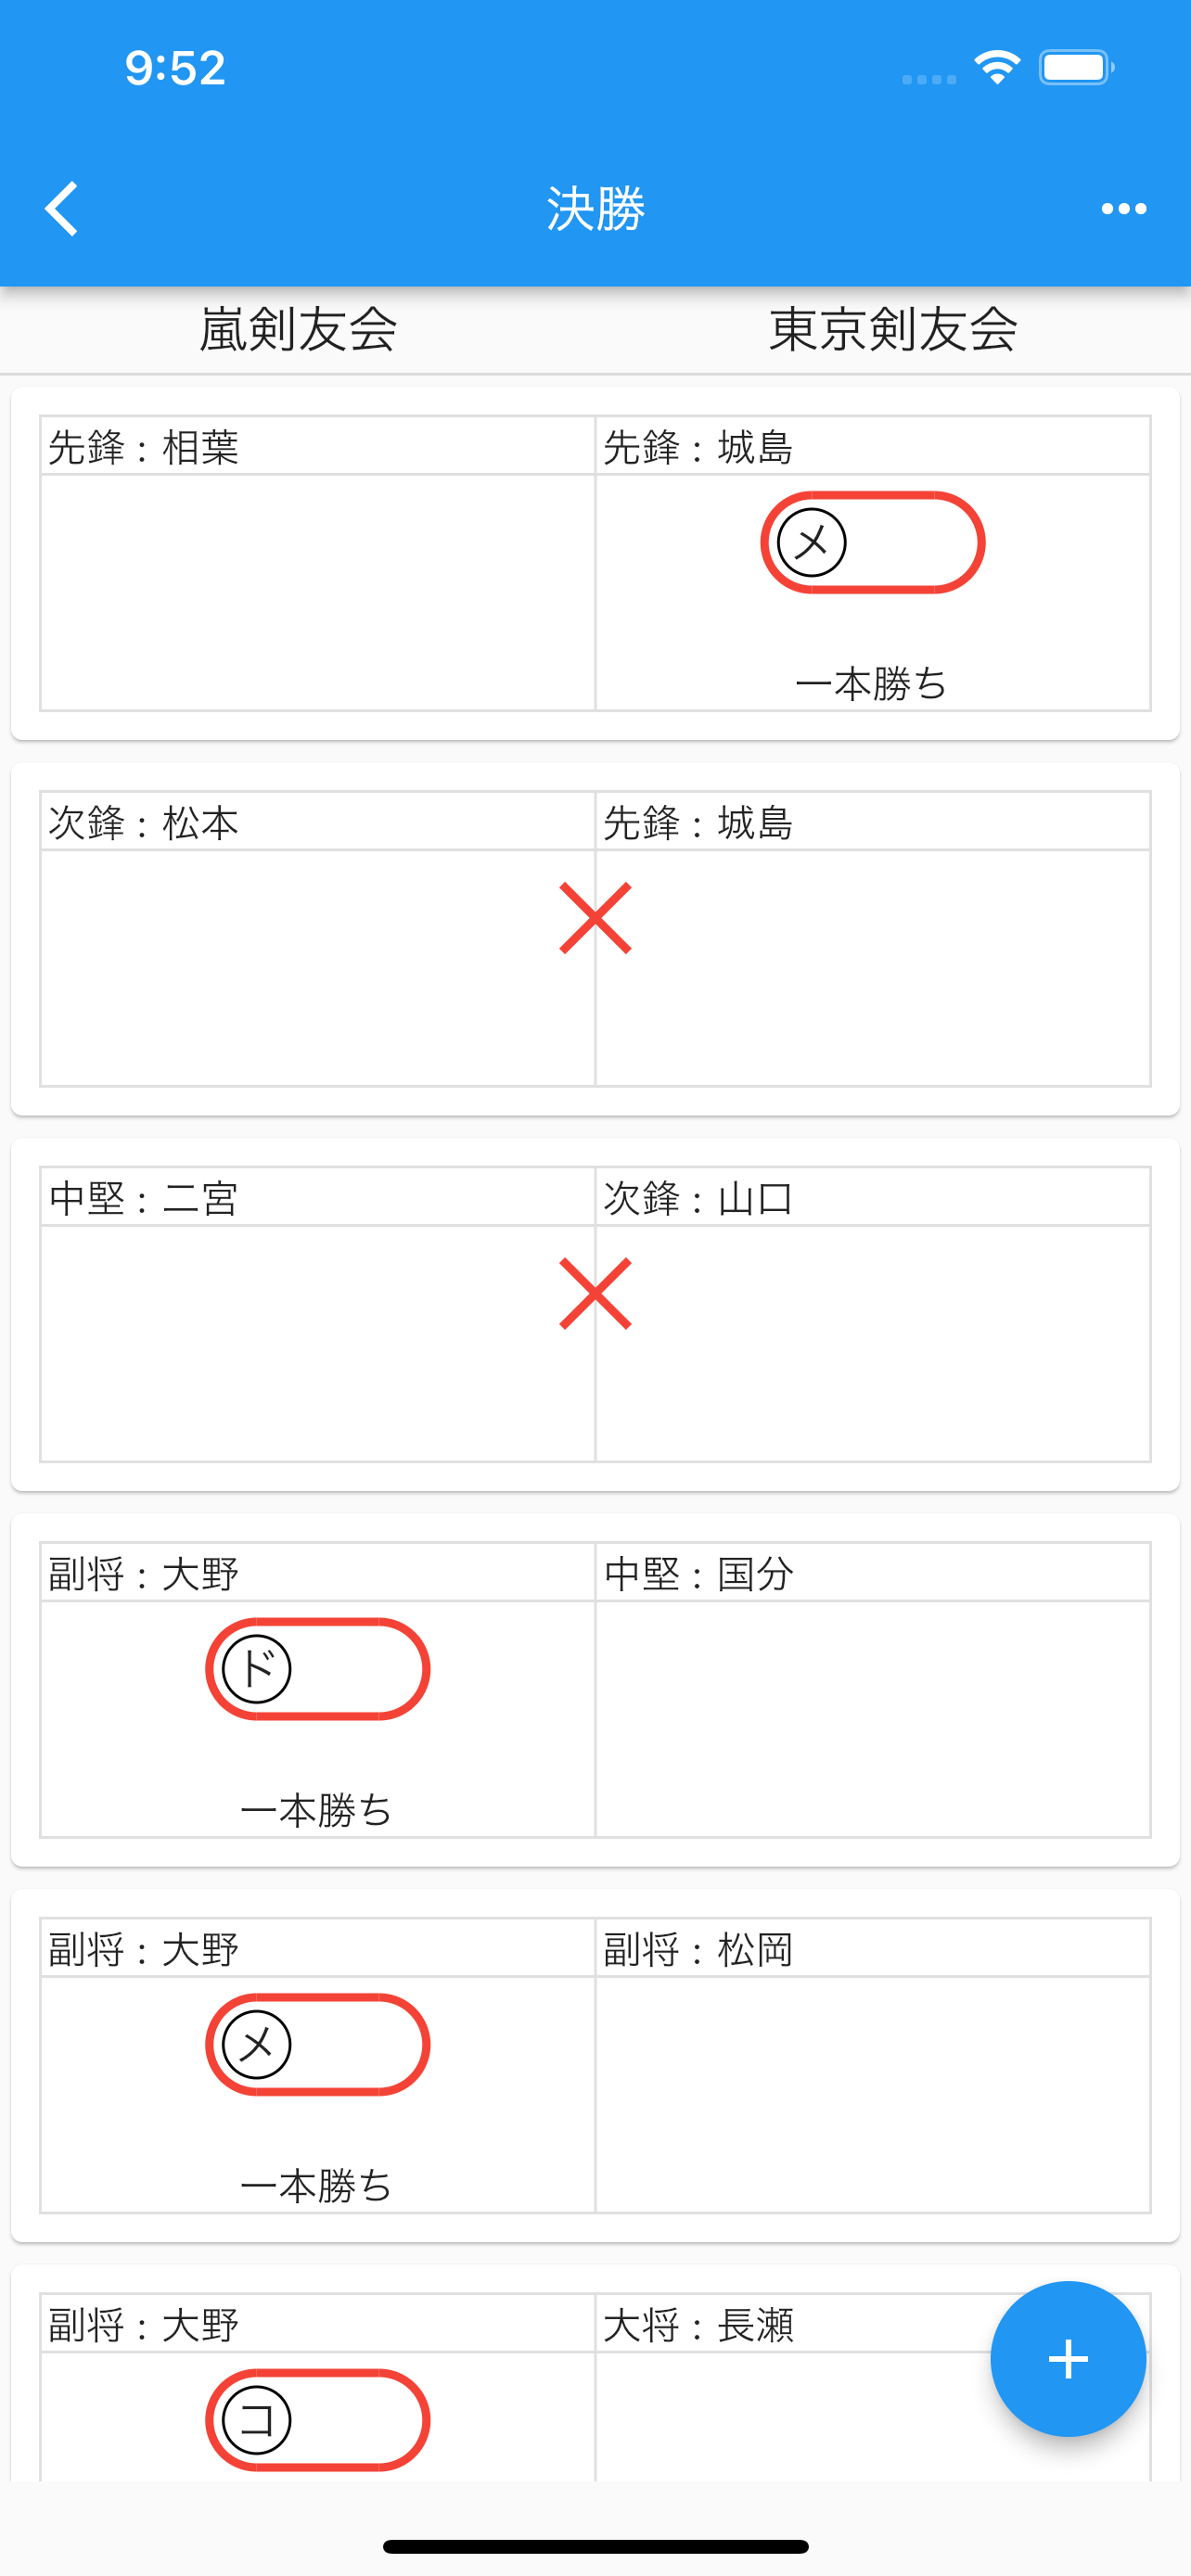 9:52
決勝
嵐剣友会 東京剣友会
先鋒：相葉 先鋒：城島
メ
一本勝ち
次鋒：松本 先鋒：城島
中堅：二宮 次鋒：山口
副将：大野 中堅：国分
ド
一本勝ち
副将：大野 副将：松岡
メ
一本勝ち
副将：大野 大将：長瀬
コ